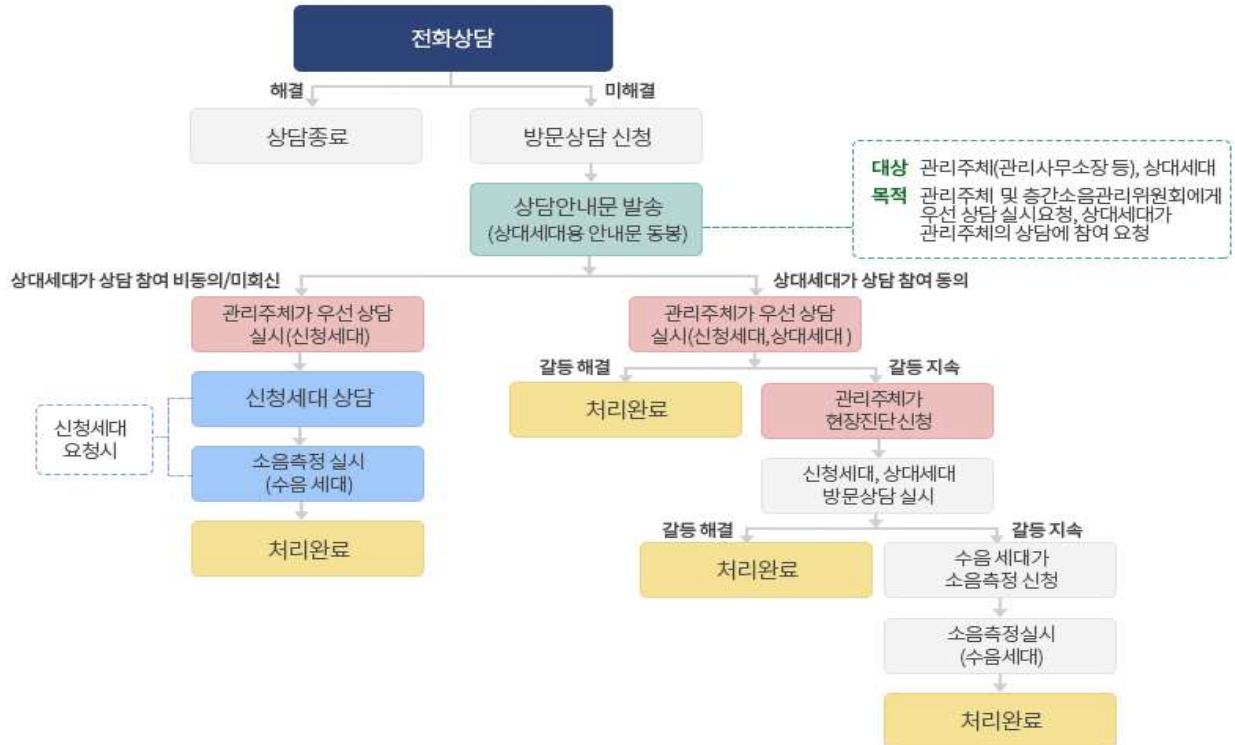 전화상담
해결
미해결
상담종료
방문상담 신청
대상 관리주체(관리사무소장 등), 상대세대
목적 관리주체 및 층간소음관리위원회에게
우선 상담 실시요청, 상대세대가
관리주체의 상담에 참여 요청
상담안내문 발송
(상대세대용 안내문 동봉)
상대세대가 상담 참여 비동의/미회신
상대세대가 상담 참여 동의
관리주체가 우선 상담
실시(신청세대)
관리주체가 우선 상담
실시(신청세대,상대세대 )
갈등 해결
갈등 지속
신청세대 상담
처리완료
관리주체가
현장진단 신청
신청세대
요청시
소음측정 실시
(수음 세대)
신청세대, 상대세대
방문상담 실시
갈등 해결
갈등 지속
처리완료
처리완료
수음 세대가
소음측정 신청
소음측정실시
(수음세대)
처리완료